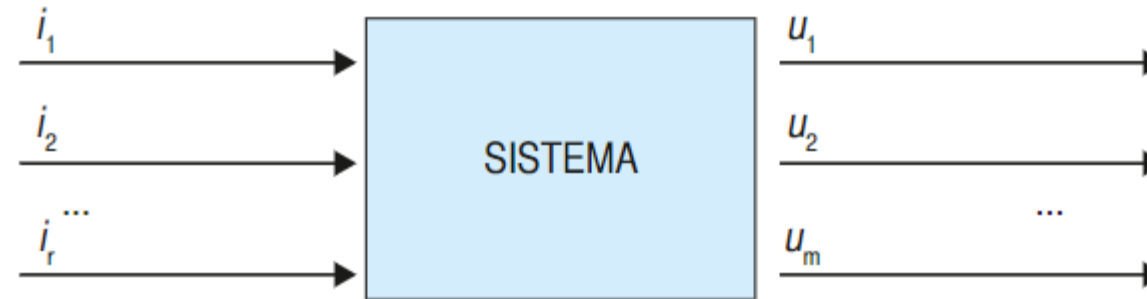 i₁ u₁
i₂ SISTEMA u₂
... ...
iᵣ uₘ